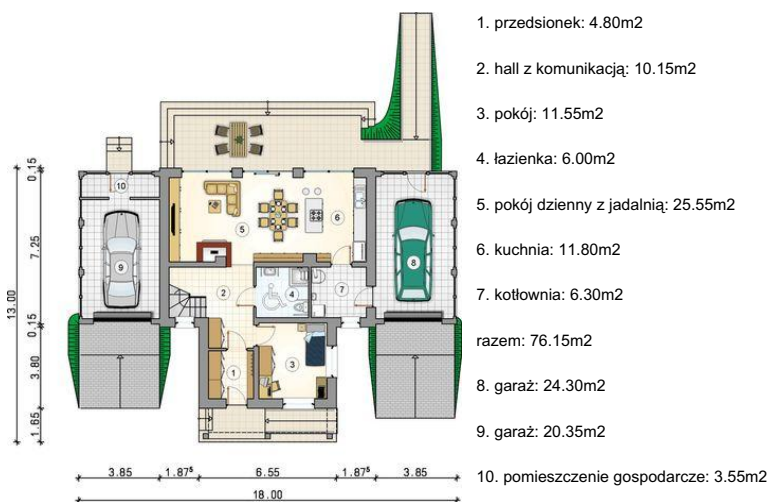 1. przedsionek: 4.80m2
2. hall z komunikacją: 10.15m2
3. pokój: 11.55m2
4. łazienka: 6.00m2
5. pokój dzienny z jadalnią: 25.55m2
6. kuchnia: 11.80m2
7. kotłownia: 6.30m2
razem: 76.15m2
8. garaż: 24.30m2
9. garaż: 20.35m2
10. pomieszczenie gospodarcze: 3.55m2
10
5
6
9
8
2
4
7
1
3
0.15
7.25
13.00
0.15
3.80
1.65
3.85 1.87⁵ 6.55 1.87⁵ 3.85
18.00